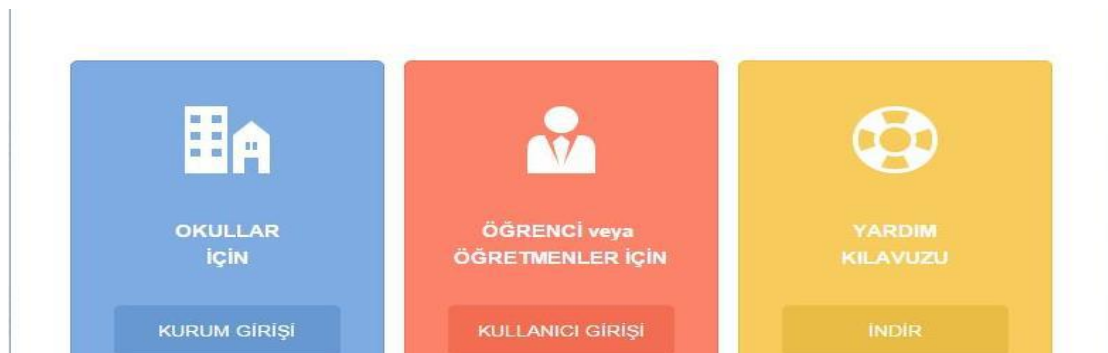 OKULLAR
İÇİN
KURUM GİRİŞİ
ÖĞRENCİ veya
ÖĞRETMENLER İÇİN
KULLANICI GİRİŞİ
YARDIM
KILAVUZU
İNDİR